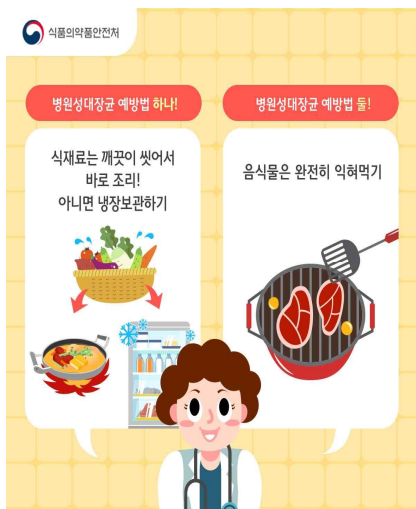 식품의약품안전처
병원성대장균 예방법 하나!
식재료는 깨끗이 씻어서
바로 조리!
아니면 냉장보관하기
병원성대장균 예방법 둘!
음식물은 완전히 익혀먹기